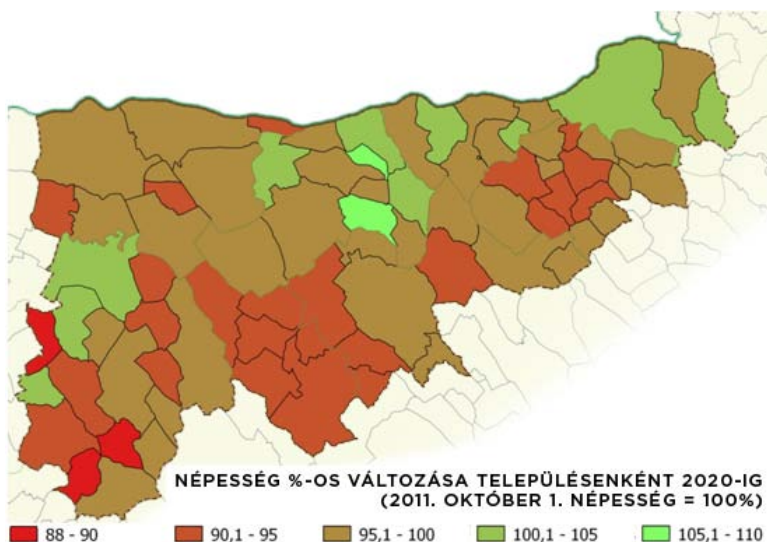 NÉPESSÉG %-OS VÁLTOZÁSA TELEPÜLÉSENKÉNT 2020-IG
(2011. OKTÓBER 1. NÉPESSÉG = 100%)
88 - 90 90,1 - 95 95,1 - 100 100,1 - 105 105,1 - 110